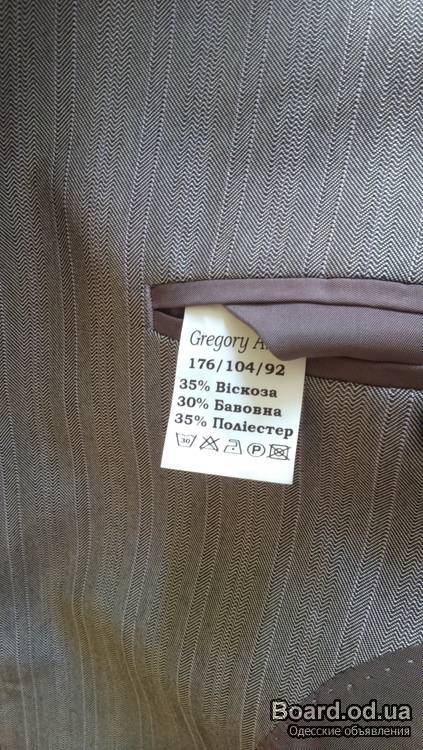 Gregory
176/104/92
35% Віскоза
30% Бавовна
35% Поліестер
30
P
Board.od.ua
Одесские объявления